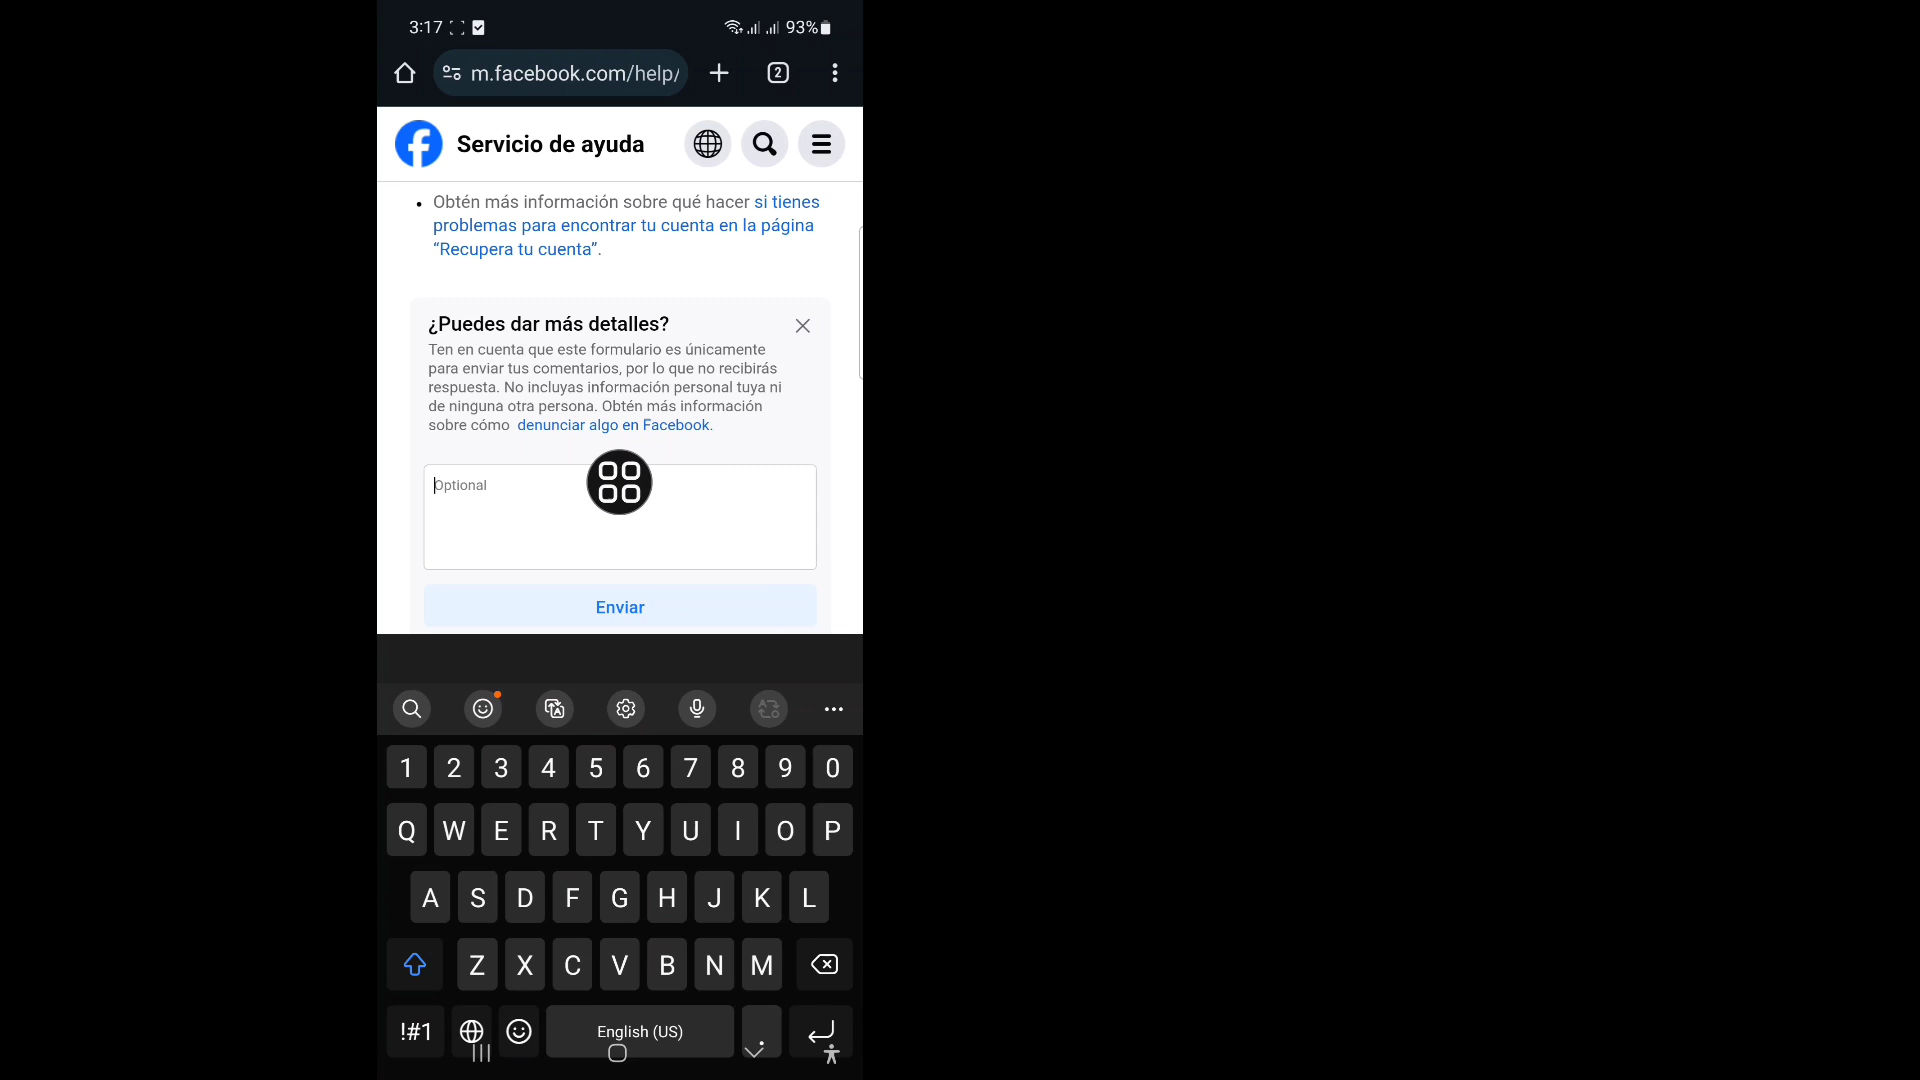 3:17
93%
m.facebook.com/help/
2
Servicio de ayuda
Obtén más información sobre qué hacer si tienes
problemas para encontrar tu cuenta en la página
“Recupera tu cuenta”.
¿Puedes dar más detalles?
Ten en cuenta que este formulario es únicamente
para enviar tus comentarios, por lo que no recibirás
respuesta. No incluyas información personal tuya ni
de ninguna otra persona. Obtén más información
sobre cómo denunciar algo en Facebook.
Optional
Enviar
1 2 3 4 5 6 7 8 9 0
Q W E R T Y U I O P
A S D F G H J K L
Z X C V B N M
!#1 English (US) .